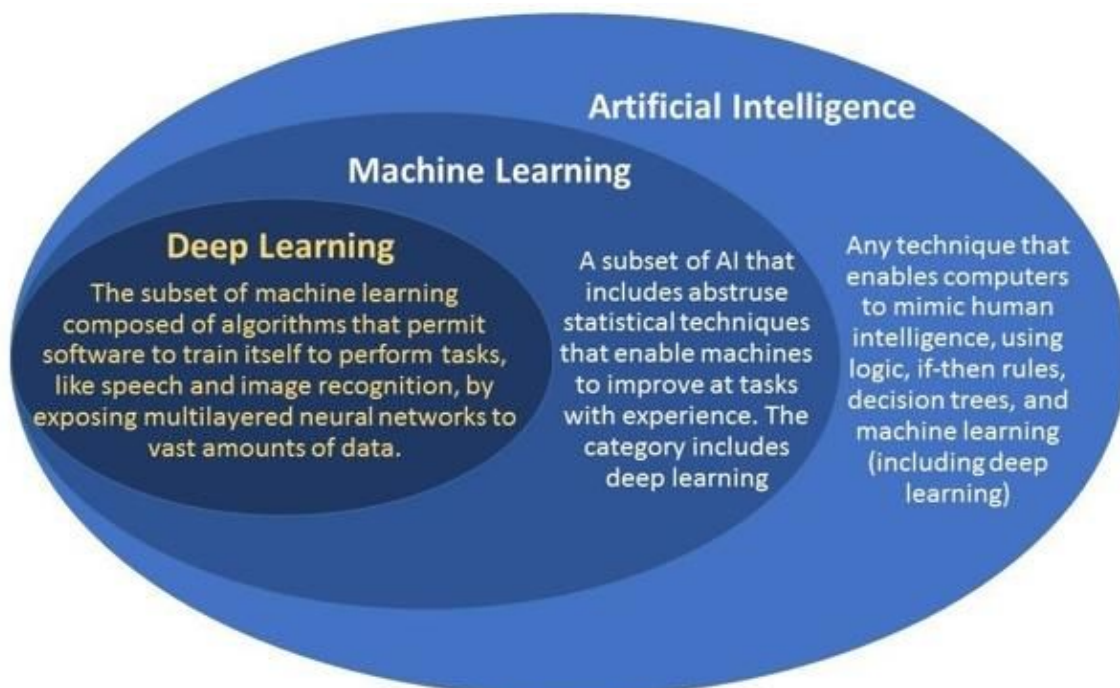 Artificial Intelligence
Machine Learning
Deep Learning
The subset of machine learning
composed of algorithms that permit
software to train itself to perform tasks,
like speech and image recognition, by
exposing multilayered neural networks to
vast amounts of data.
A subset of AI that
includes abstruse
statistical techniques
that enable machines
to improve at tasks
with experience. The
category includes
deep learning
Any technique that
enables computers
to mimic human
intelligence, using
logic, if-then rules,
decision trees, and
machine learning
(including deep
learning)